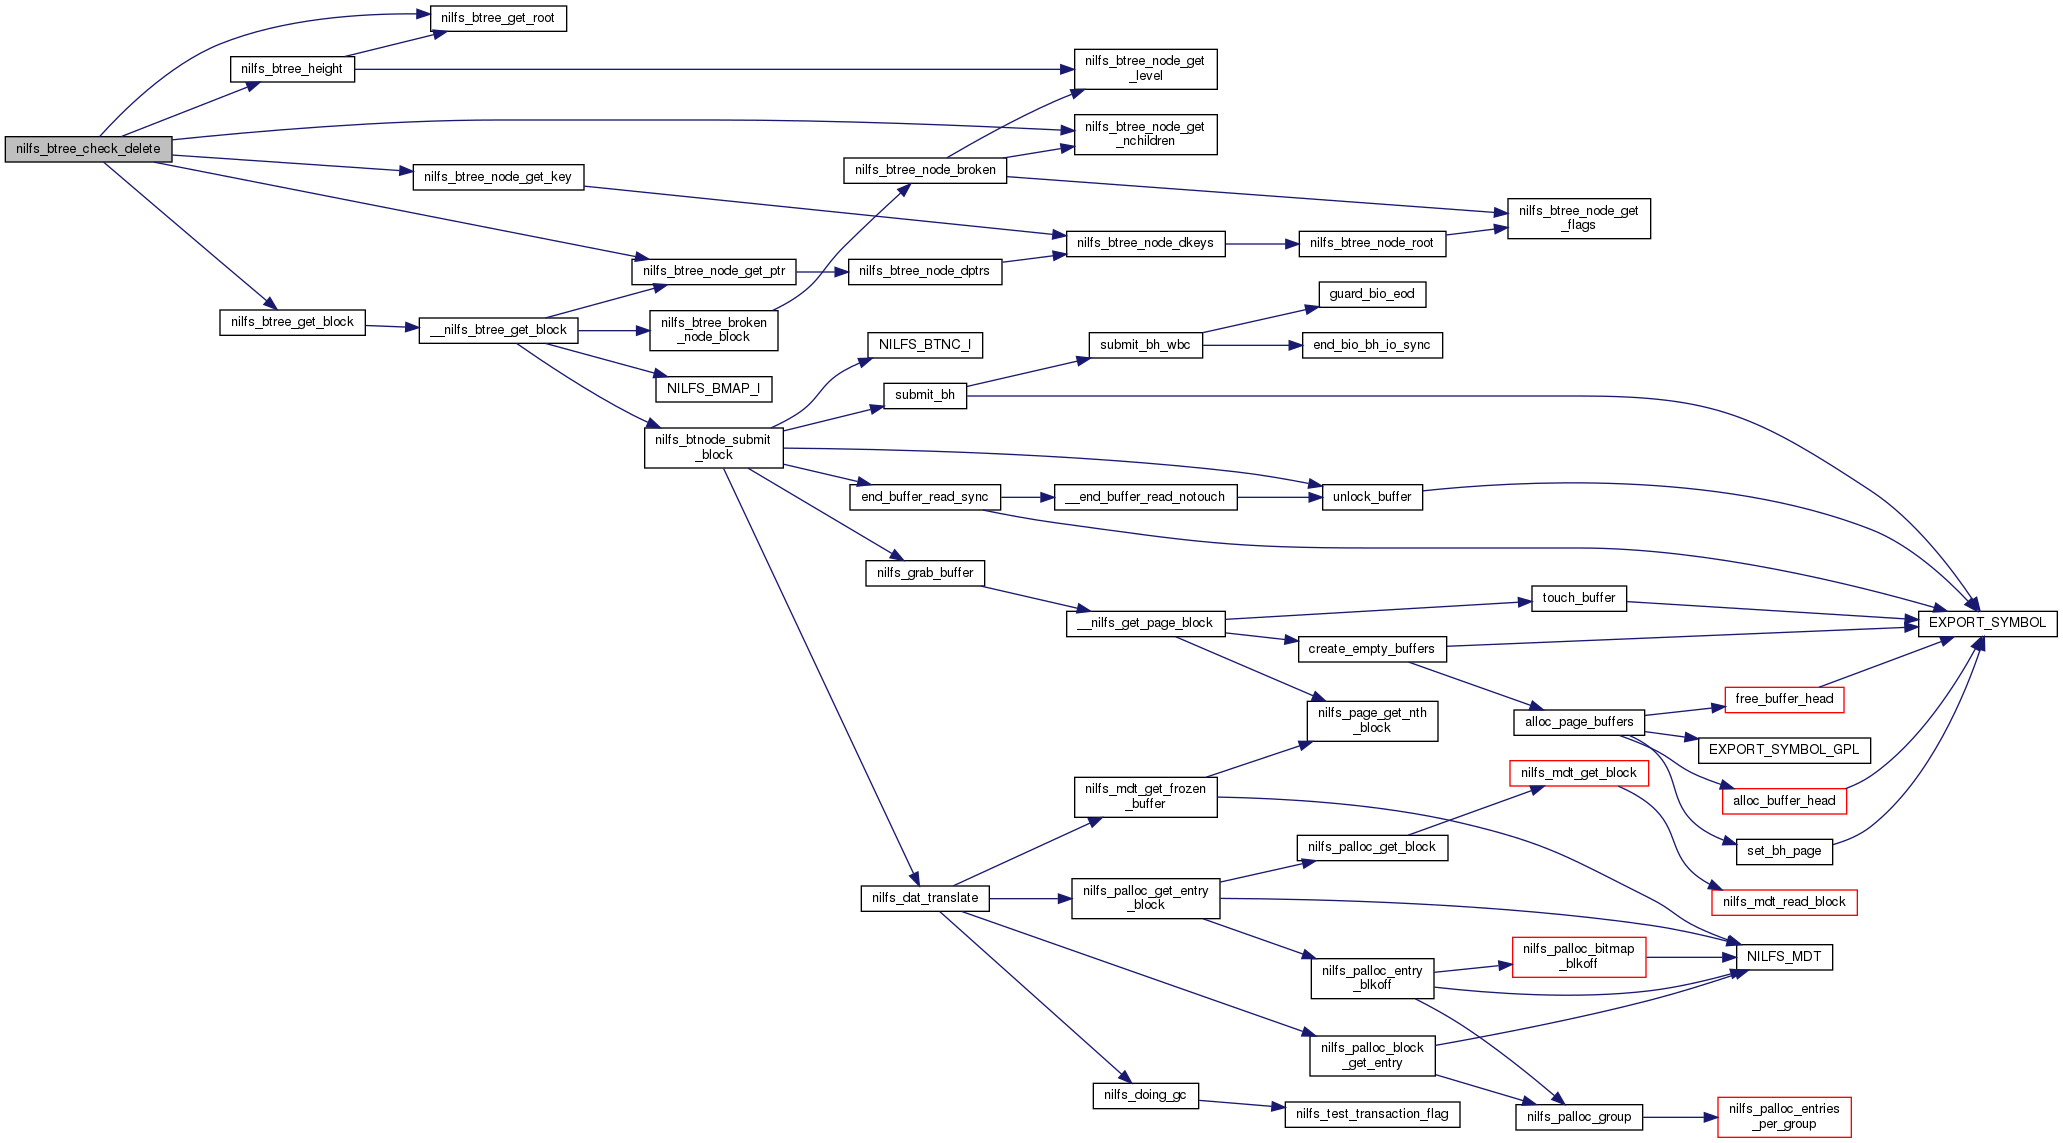 nilfs_btree_check_delete
nilfs_btree_get_root
nilfs_btree_height
nilfs_btree_node_get
_level
nilfs_btree_node_get
_nchildren
nilfs_btree_node_get_key
nilfs_btree_node_broken
nilfs_btree_node_get
_flags
nilfs_btree_node_dkeys
nilfs_btree_node_root
nilfs_btree_node_get_ptr
nilfs_btree_node_dptrs
nilfs_btree_get_block
__nilfs_btree_get_block
nilfs_btree_broken
_node_block
NILFS_BMAP_I
NILFS_BTNC_I
guard_bio_eod
submit_bh_wbc
end_bio_bh_io_sync
submit_bh
nilfs_btnode_submit
_block
end_buffer_read_sync
__end_buffer_read_notouch
unlock_buffer
nilfs_grab_buffer
__nilfs_get_page_block
touch_buffer
EXPORT_SYMBOL
create_empty_buffers
nilfs_page_get_nth
_block
alloc_page_buffers
free_buffer_head
EXPORT_SYMBOL_GPL
nilfs_mdt_get_block
alloc_buffer_head
nilfs_mdt_get_frozen
_buffer
nilfs_palloc_get_block
set_bh_page
nilfs_dat_translate
nilfs_palloc_get_entry
_block
nilfs_mdt_read_block
nilfs_palloc_entry
_blkoff
nilfs_palloc_bitmap
_blkoff
NILFS_MDT
nilfs_palloc_block
_get_entry
nilfs_doing_gc
nilfs_test_transaction_flag
nilfs_palloc_group
nilfs_palloc_entries
_per_group